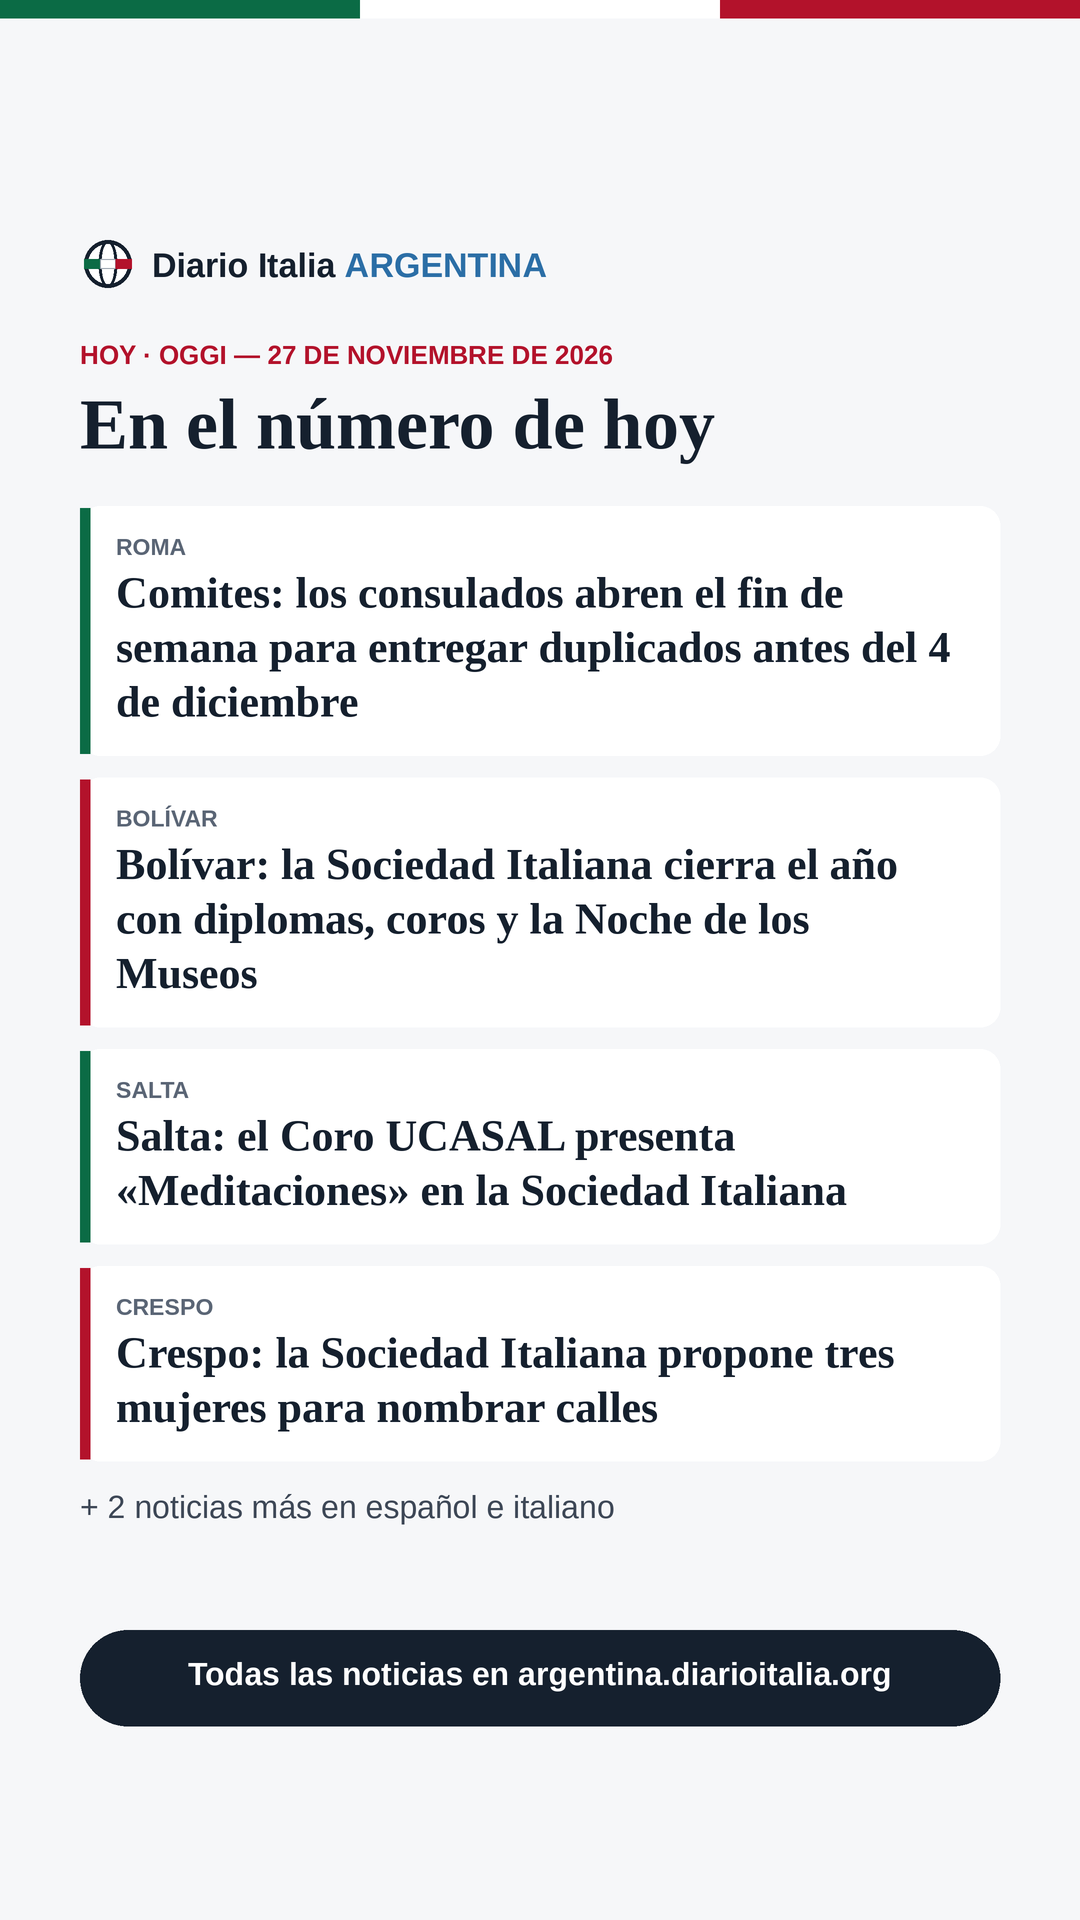 Diario Italia ARGENTINA
HOY · OGGI — 27 DE NOVIEMBRE DE 2026
En el número de hoy
ROMA
Comites: los consulados abren el fin de
semana para entregar duplicados antes del 4
de diciembre
BOLÍVAR
Bolívar: la Sociedad Italiana cierra el año
con diplomas, coros y la Noche de los
Museos
SALTA
Salta: el Coro UCASAL presenta
«Meditaciones» en la Sociedad Italiana
CRESPO
Crespo: la Sociedad Italiana propone tres
mujeres para nombrar calles
+ 2 noticias más en español e italiano
Todas las noticias en argentina.diarioitalia.org